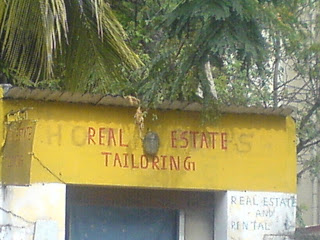 REAL ESTATE
TAILORING
REAL ESTATE
AND
RENTAL